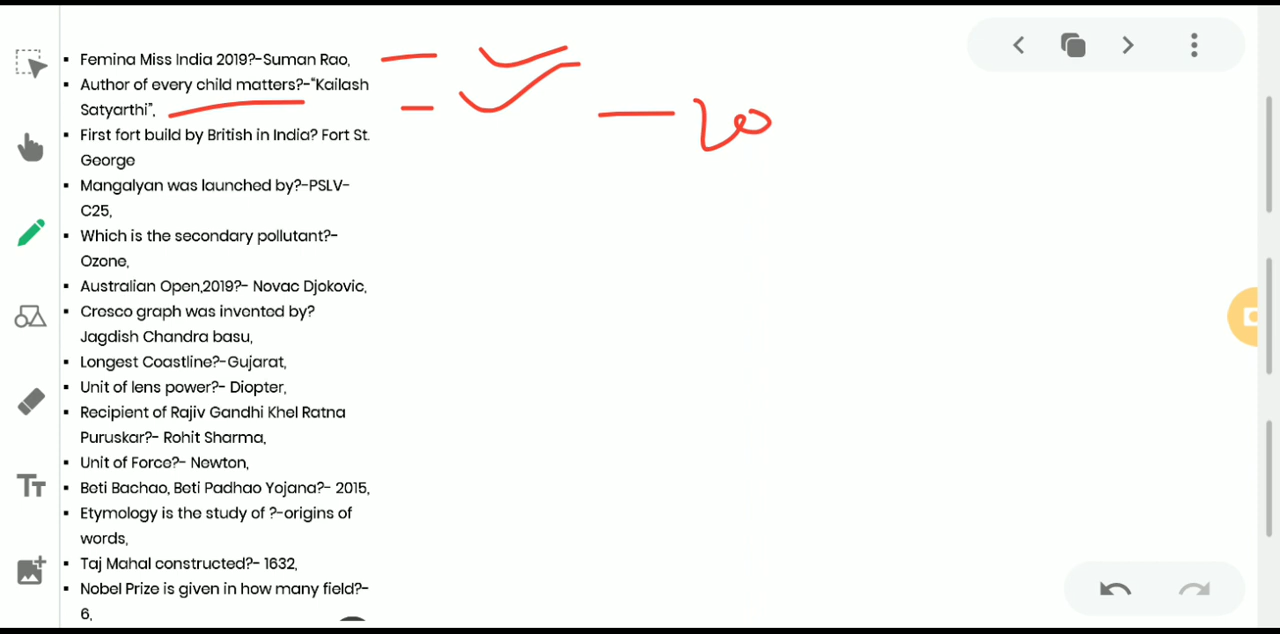 Femina Miss India 2019?-Suman Rao,
Author of every child matters?-“Kailash
Satyarthi”,
First fort build by British in India? Fort St.
George
Mangalyan was launched by?-PSLV-
C25,
Which is the secondary pollutant?-
Ozone,
Australian Open,2019?- Novac Djokovic,
Cresco graph was invented by?
Jagdish Chandra basu,
Longest Coastline?-Gujarat,
Unit of lens power?- Diopter,
Recipient of Rajiv Gandhi Khel Ratna
Puruskar?- Rohit Sharma,
Unit of Force?- Newton,
Beti Bachao, Beti Padhao Yojana?- 2015,
Etymology is the study of ?-origins of
words,
Taj Mahal constructed?- 1632,
Nobel Prize is given in how many field?-
6,
TT